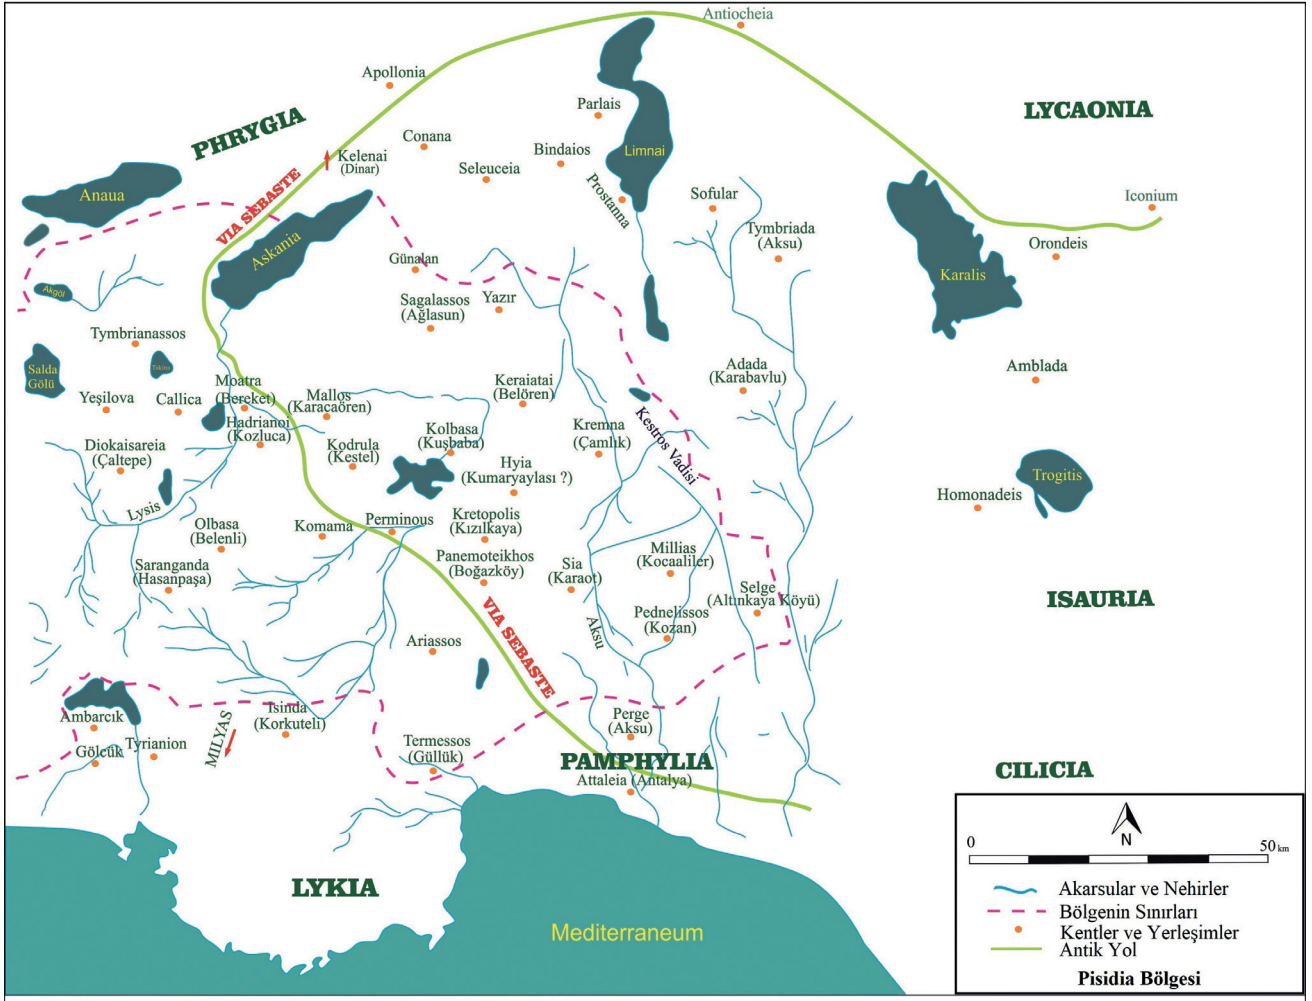 Antiocheia
Apollonia
PHRYGIA
Conana
Kelenai
(Dinar)
Seleuceia
Bindaios
Parlais
Limnai
LYCAONIA
Anaua
VIA SEBASTE
Askania
Prostanna
Sofular
Tymbriada
(Aksu)
Iconium
Orondeis
Karalis
Günalan
Akgöl
Sagalassos
(Ağlasun)
Yazır
Tymbrianassos
Salda
Gölü
Yeşilova
Callica
Moatra
(Bereket)
Hadrianoi
(Kozluca)
Mallos
(Karacaören)
Keraiatai
(Belören)
Adada
(Karabavlu)
Amblada
Diokaisareia
(Çaltepe)
Kodrula
(Kestel)
Kolbasa
(Kuşbaba)
Kremna
(Çamlık)
Kestros Vadisi
Hyia
(Kumaryaylası ?)
Trogitis
Homonadeis
Lysis
Olbasa
(Belenli)
Komama
Perminous
Kretopolis
(Kızılkaya)
Panemoteikhos
(Boğazköy)
Saranganda
(Hasanpaşa)
Sia
(Karaot)
Millias
(Kocaaliler)
Selge
(Altınkaya Köyü)
Pednelissos
(Kozan)
Aksu
ISAURIA
VIA SEBASTE
Ariassos
Ambarcık
Gölcük
Tyrianion
MILYAS
Isinda
(Korkuteli)
Termessos
(Güllük)
Perge
(Aksu)
PAMPHYLIA
Attaleia (Antalya)
CILICIA
LYKIA
Mediterraneum
N
0
50 km
Akarsular ve Nehirler
Bölgenin Sınırları
Kentler ve Yerleşimler
Antik Yol
Pisidia Bölgesi